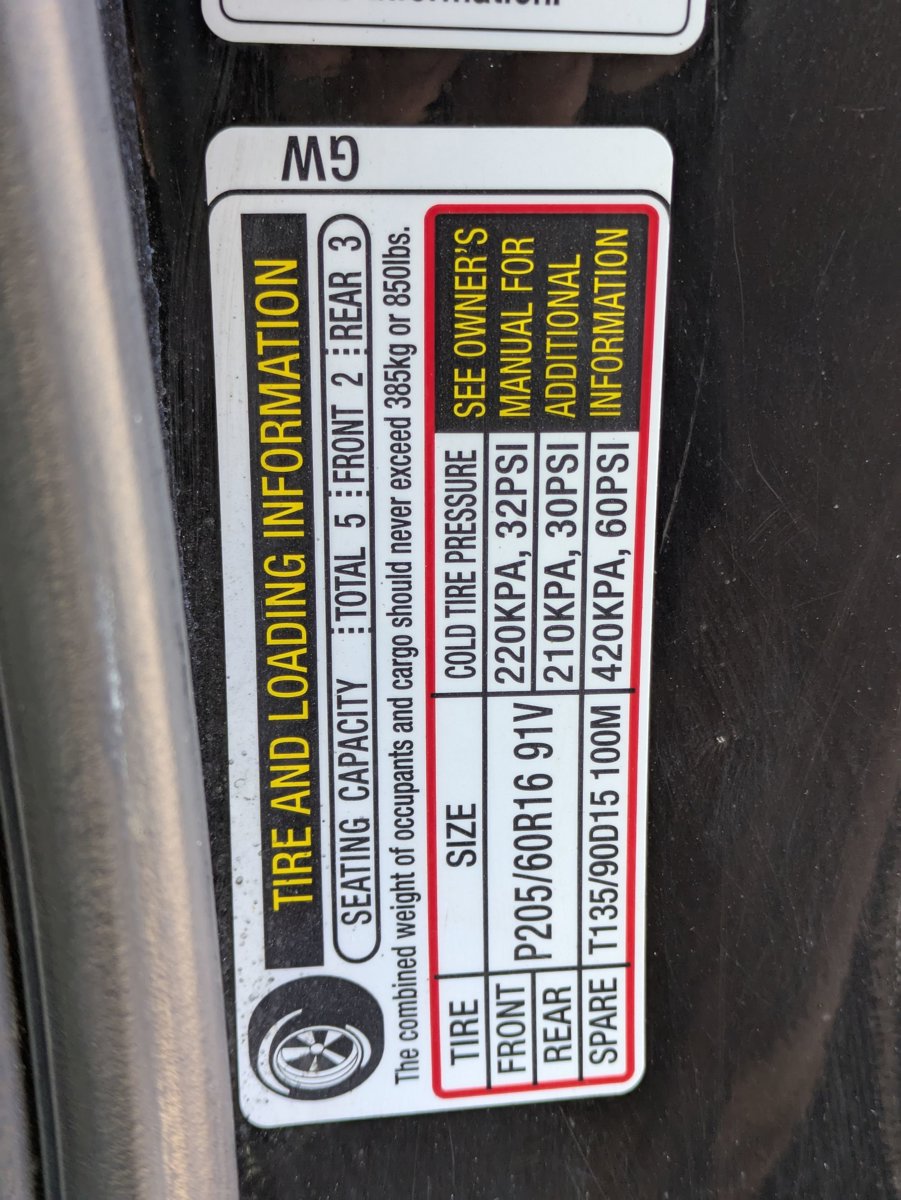 information.
GW
TIRE AND LOADING INFORMATION
SEATING CAPACITY TOTAL 5 FRONT 2 REAR 3
The combined weight of occupants and cargo should never exceed 385kg or 850lbs.
TIRE SIZE COLD TIRE PRESSURE
FRONT P205/60R16 91V 220KPA, 32PSI
REAR 210KPA, 30PSI
SPARE T135/90D15 100M 420KPA, 60PSI
SEE OWNER'S
MANUAL FOR
ADDITIONAL
INFORMATION